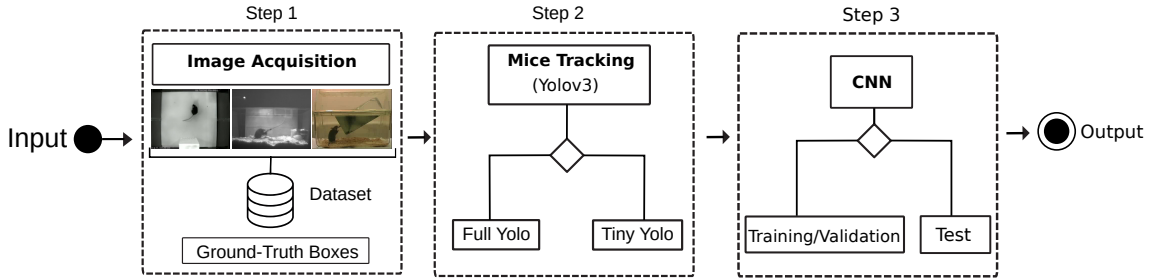 Step 1
Step 2
Step 3
Input
Image Acquisition
Dataset
Ground-Truth Boxes
Mice Tracking
(Yolov3)
Full Yolo
Tiny Yolo
CNN
Training/Validation
Test
Output